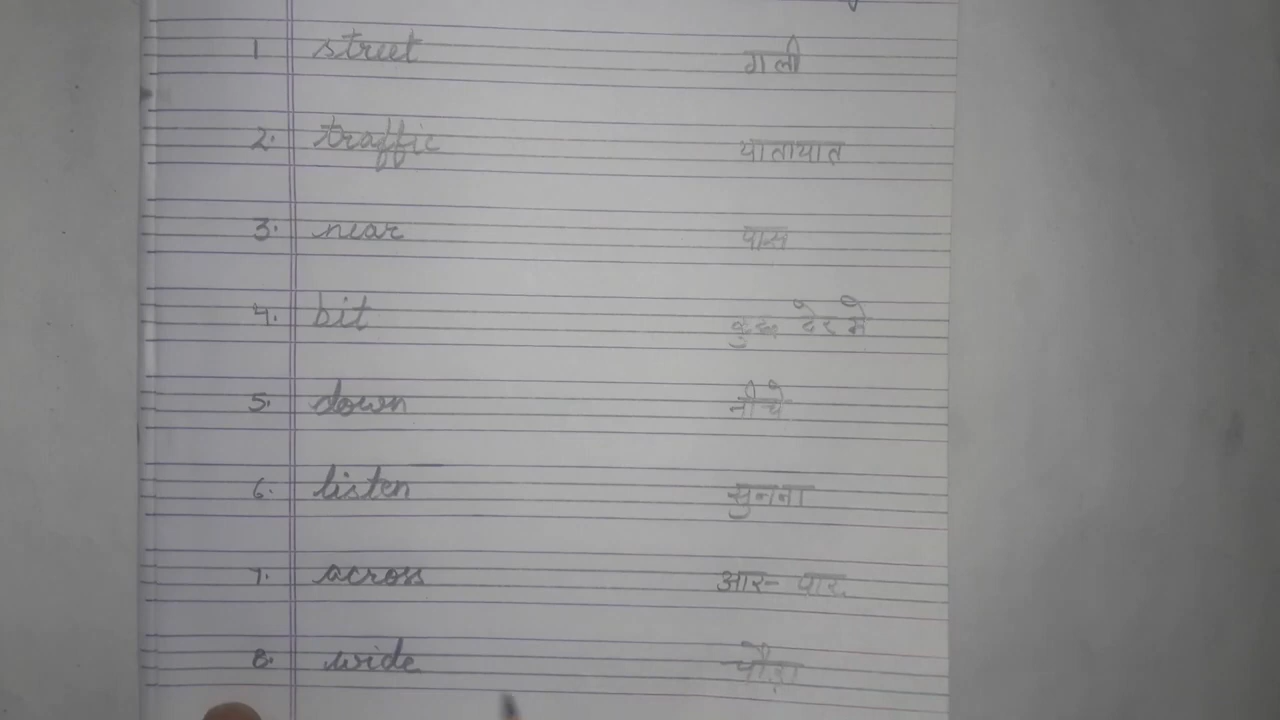 1 street गली
2. traffic यातायात
3. near पास
4. bit कुछ देर मे
5. down नीचे
6. listen सुनना
7. across आर-पार
8. wide चौड़ा